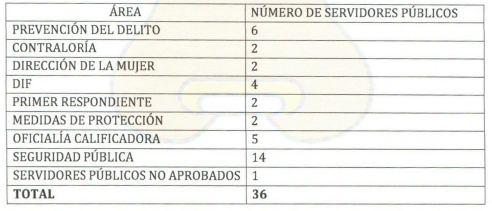 ÁREA NÚMERO DE SERVIDORES PÚBLICOS
PREVENCIÓN DEL DELITO 6
CONTRALORÍA 2
DIRECCIÓN DE LA MUJER 2
DIF 4
PRIMER RESPONDIENTE 2
MEDIDAS DE PROTECCIÓN 2
OFICIALÍA CALIFICADORA 5
SEGURIDAD PÚBLICA 14
SERVIDORES PÚBLICOS NO APROBADOS 1
TOTAL 36